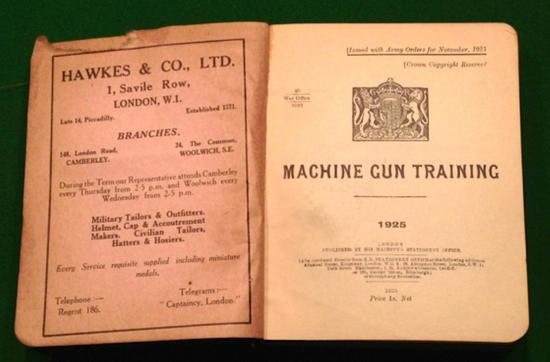 HAWKES & CO., LTD.
1, Savile Row,
LONDON, W.1.
Late 14, Piccadilly.
Established 1771.
BRANCHES.
148, London Road,
CAMBERLEY.
24, The Common,
WOOLWICH, S.E.
During the Term our Representative attends Camberley
every Thursday from 2-5 p.m. and Woolwich every
Wednesday from 2-5 p.m.
Military Tailors & Outfitters.
Helmet, Cap & Accoutrement
Makers. Civilian Tailors,
Hatters & Hosiers.
Every Service requisite supplied including miniature
medals.
Telephone :—
Regent 186.
Telegrams :—
"Captaincy, London."
[Issued with Army Orders for November, 1925
[Crown Copyright Reserved
40
War Office
MACHINE GUN TRAINING
1925
LONDON
PUBLISHED BY HIS MAJESTY'S STATIONERY OFFICE.
1925
Price 1s. Net